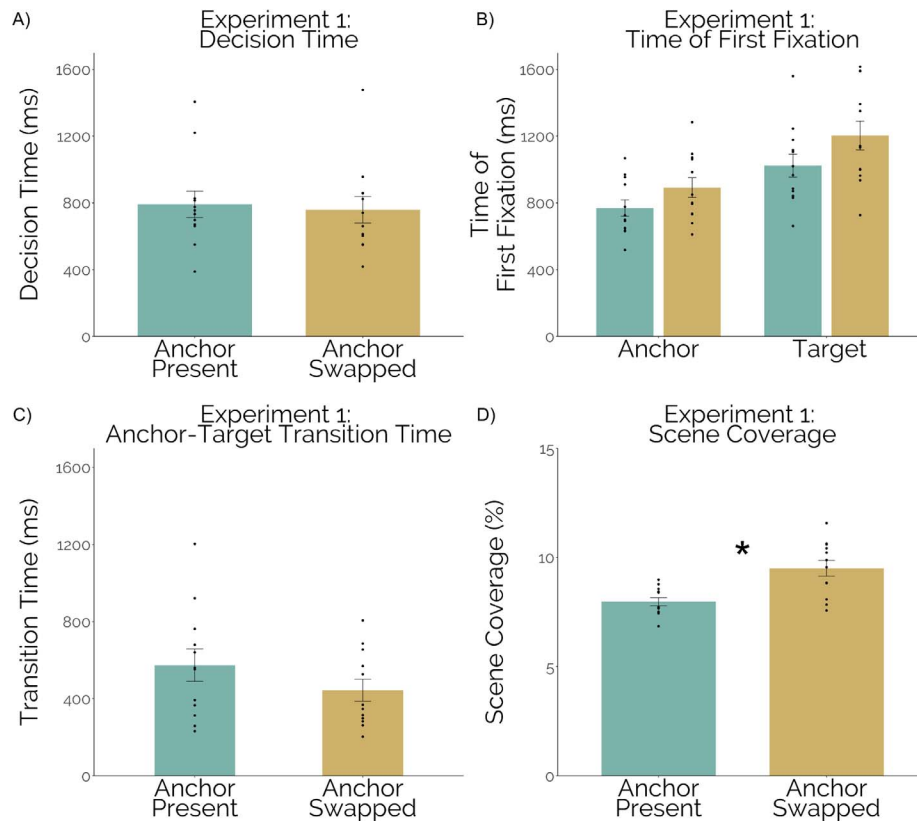 A)
Experiment 1:
Decision Time
Decision Time (ms)
1600
1200
800
400
0
Anchor
Present
Anchor
Swapped
B)
Experiment 1:
Time of First Fixation
Time of
First Fixation (ms)
1600
1200
800
400
0
Anchor
Target
C)
Experiment 1:
Anchor-Target Transition Time
Transition Time (ms)
1600
1200
800
400
0
Anchor
Present
Anchor
Swapped
D)
Experiment 1:
Scene Coverage
Scene Coverage (%)
15
10
5
0
*
Anchor
Present
Anchor
Swapped